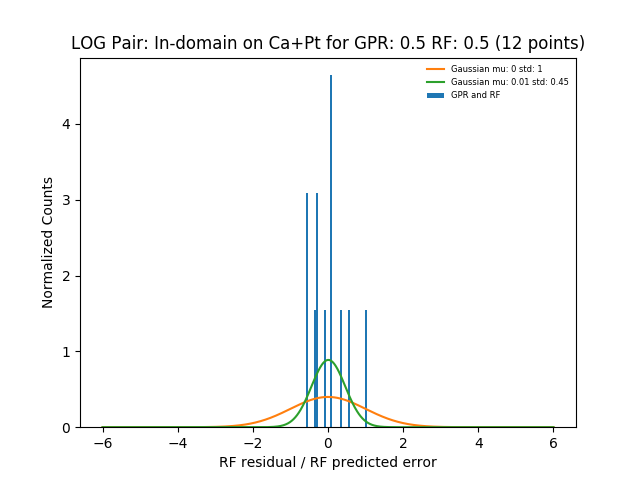 LOG Pair: In-domain on Ca+Pt for GPR: 0.5 RF: 0.5 (12 points)
Gaussian mu: 0 std: 1
Gaussian mu: 0.01 std: 0.45
GPR and RF
Normalized Counts
4
3
2
1
0
−6 −4 −2 0 2 4 6
RF residual / RF predicted error